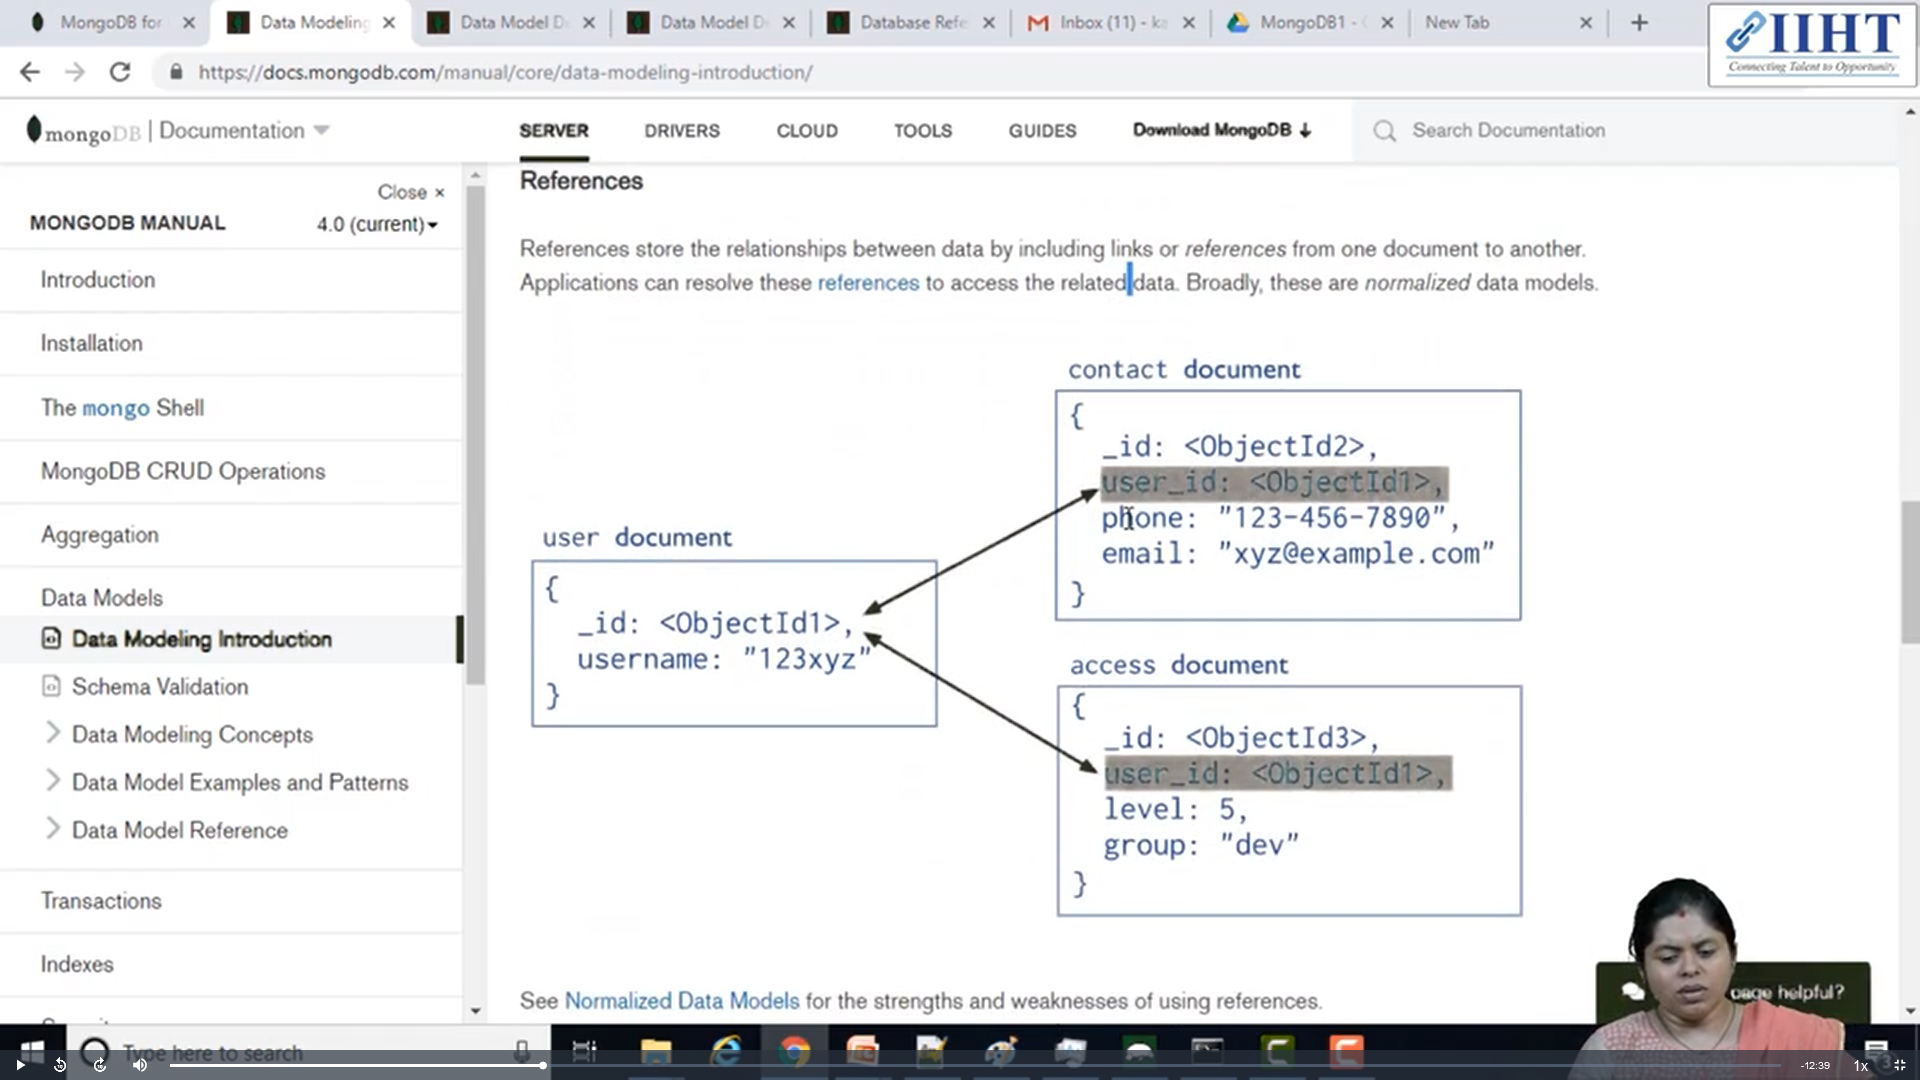 MongoDB for
Data Modeling
Data Model D
Data Model D
Database Refe
Inbox (11) - ka
MongoDB1 -
New Tab
IIHT
Connecting Talent to Opportunity
https://docs.mongodb.com/manual/core/data-modeling-introduction/
mongoDB | Documentation
SERVER
DRIVERS
CLOUD
TOOLS
GUIDES
Download MongoDB
Search Documentation
Close ×
MONGODB MANUAL
4.0 (current)
Introduction
Installation
The mongo Shell
MongoDB CRUD Operations
Aggregation
Data Models
Data Modeling Introduction
Schema Validation
Data Modeling Concepts
Data Model Examples and Patterns
Data Model Reference
Transactions
Indexes
References
References store the relationships between data by including links or references from one document to another.
Applications can resolve these references to access the related data. Broadly, these are normalized data models.
user document
{
_id: <ObjectId1>,
username: "123xyz"
}
contact document
{
_id: <ObjectId2>,
user_id: <ObjectId1>,
phone: "123-456-7890",
email: "xyz@example.com"
}
access document
{
_id: <ObjectId3>,
user_id: <ObjectId1>,
level: 5,
group: "dev"
}
See Normalized Data Models for the strengths and weaknesses of using references.
page helpful?
Type here to search
-12:39
1x